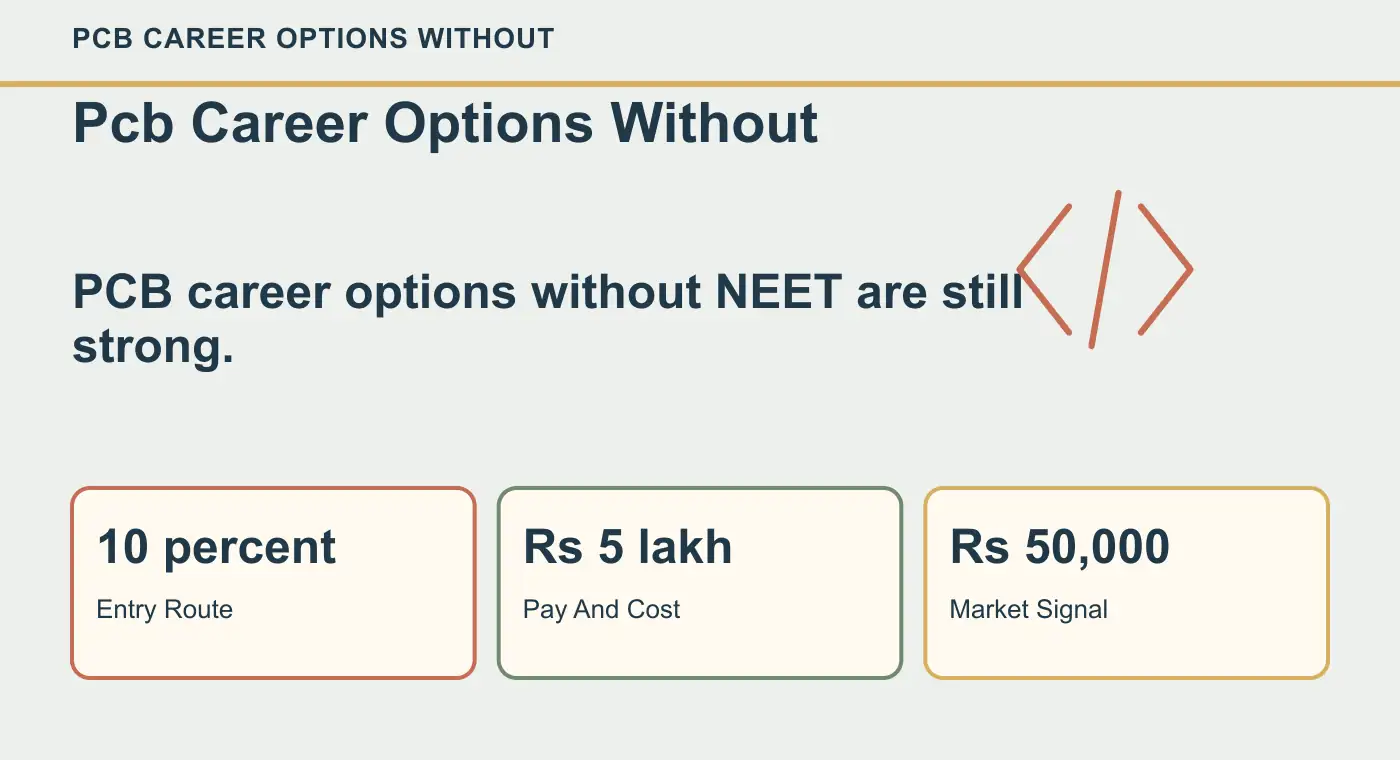 PCB CAREER OPTIONS WITHOUT
Pcb Career Options Without
PCB career options without NEET are still
strong.
10 percent
Entry Route
Rs 5 lakh
Pay And Cost
Rs 50,000
Market Signal